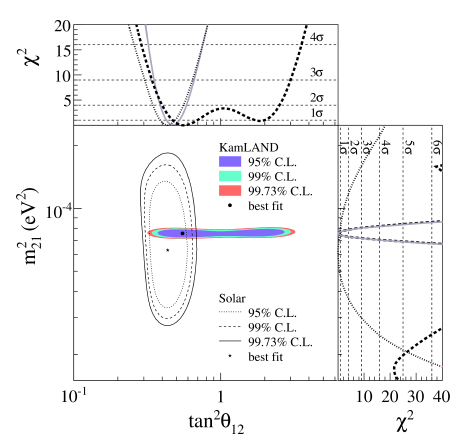 20
15
10
5
χ²
4σ
3σ
2σ
1σ
KamLAND
95% C.L.
99% C.L.
99.73% C.L.
best fit
Solar
95% C.L.
99% C.L.
99.73% C.L.
best fit
m²₂₁ (eV²)
10⁻⁴
10⁻¹
1
10
tan²θ₁₂
1σ
2σ
3σ
4σ
5σ
6σ
10 20 30 40
χ²